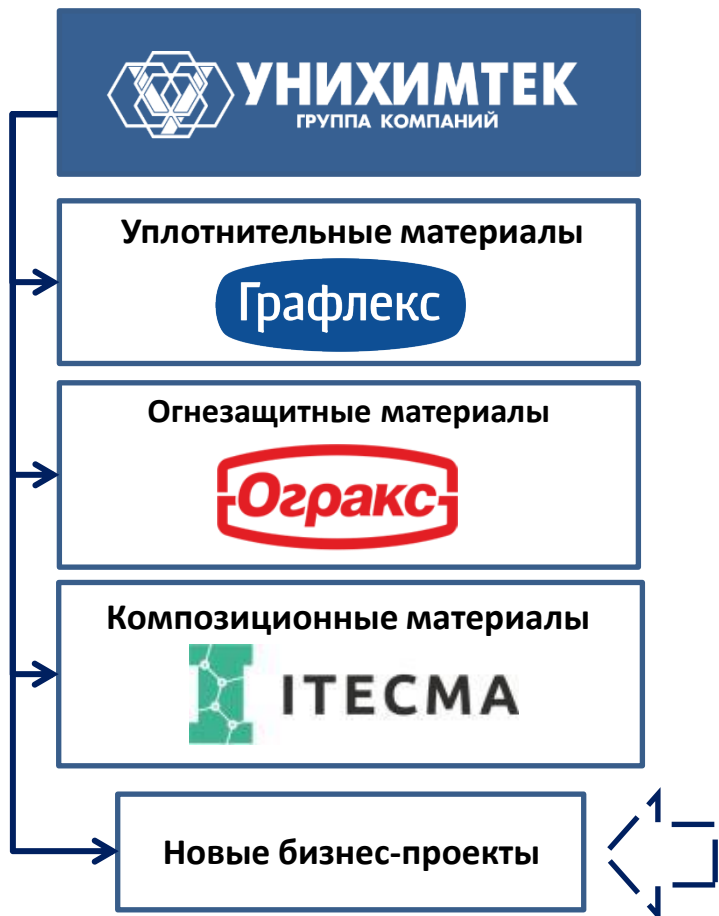 УНИХИМТЕК
ГРУППА КОМПАНИЙ
Уплотнительные материалы
Графлекс
Огнезащитные материалы
Огракс
Композиционные материалы
ITECMA
Новые бизнес-проекты